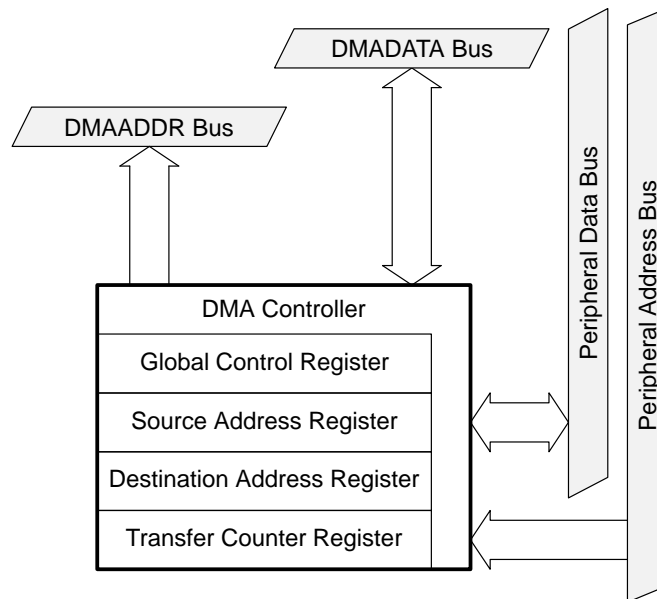 DMADATA Bus
DMAADDR Bus
Peripheral Data Bus
Peripheral Address Bus
DMA Controller
Global Control Register
Source Address Register
Destination Address Register
Transfer Counter Register